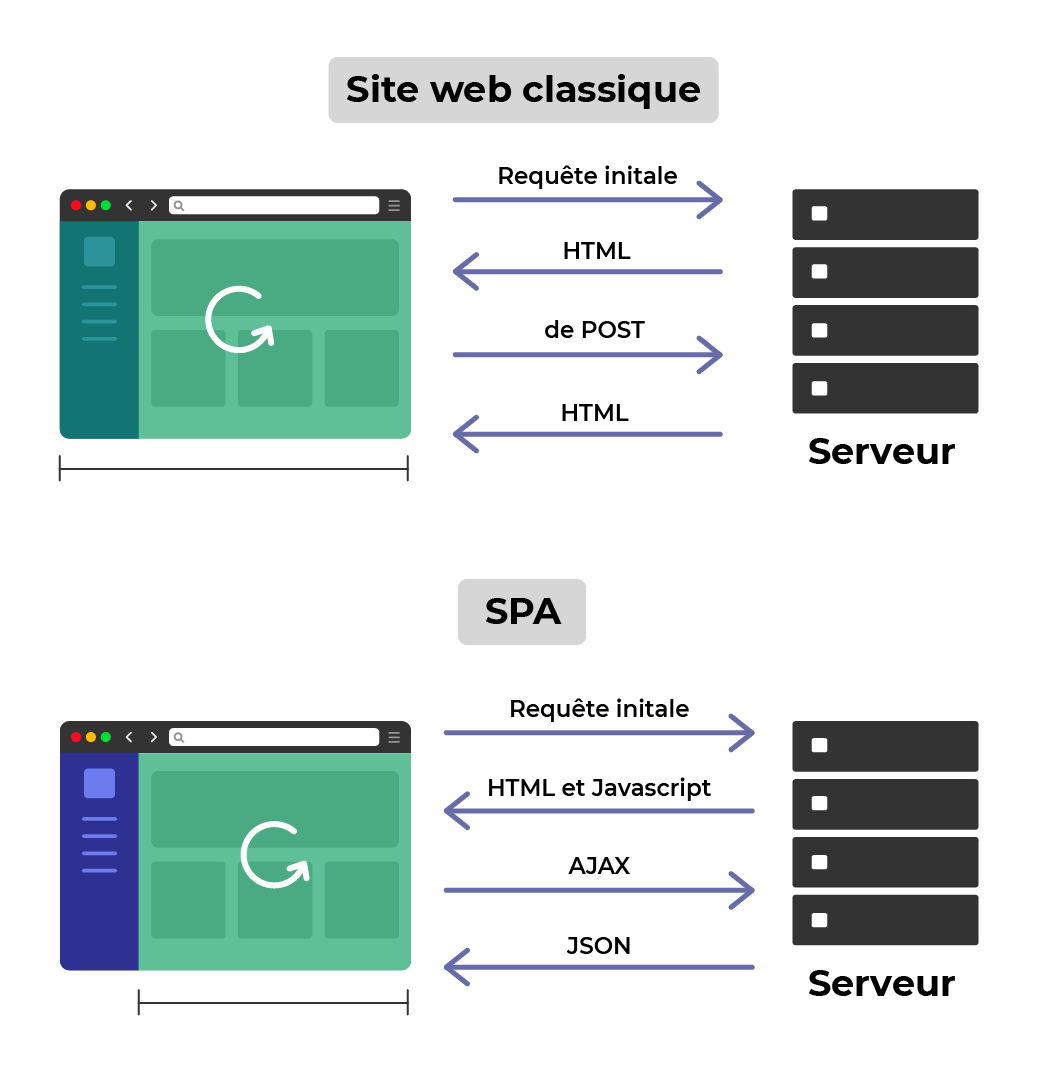 Site web classique
Requête initale
HTML
de POST
HTML
Serveur
SPA
Requête initale
HTML et Javascript
AJAX
JSON
Serveur